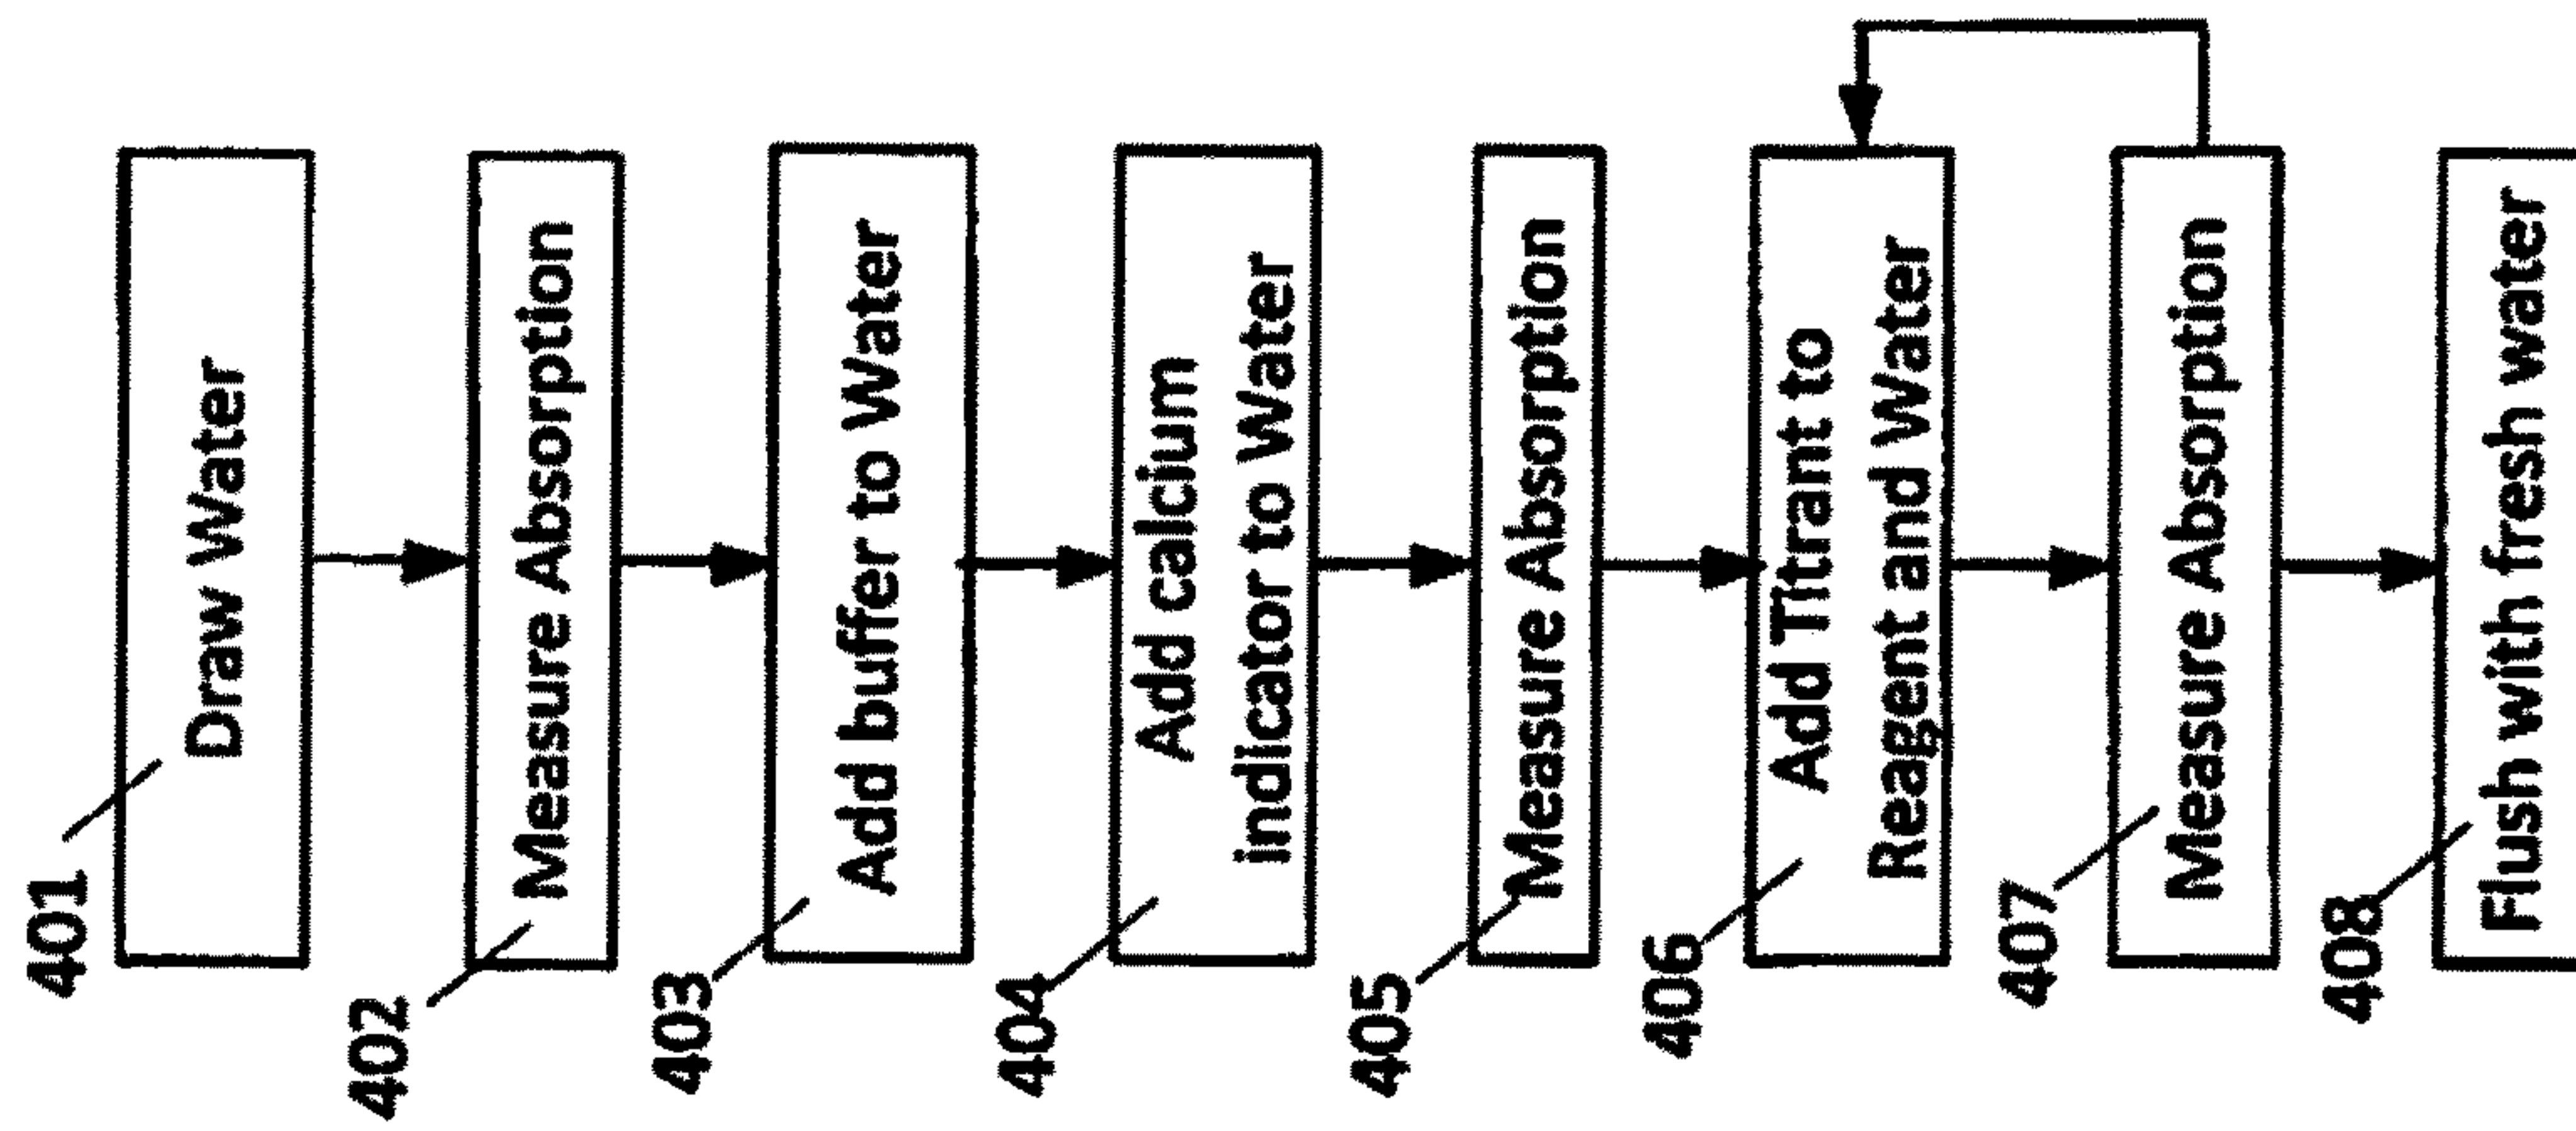 401
Draw Water
402
Measure Absorption
403
Add buffer to Water
404
Add calcium
indicator to Water
405
Measure Absorption
406
Add Titrant to
Reagent and Water
407
Measure Absorption
408
Flush with fresh water